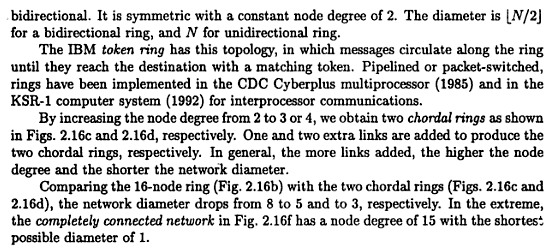 bidirectional. It is symmetric with a constant node degree of 2. The diameter is ⌊N/2⌋
for a bidirectional ring, and N for unidirectional ring.
The IBM token ring has this topology, in which messages circulate along the ring
until they reach the destination with a matching token. Pipelined or packet-switched,
rings have been implemented in the CDC Cyberplus multiprocessor (1985) and in the
KSR-1 computer system (1992) for interprocessor communications.
By increasing the node degree from 2 to 3 or 4, we obtain two chordal rings as shown
in Figs. 2.16c and 2.16d, respectively. One and two extra links are added to produce the
two chordal rings, respectively. In general, the more links added, the higher the node
degree and the shorter the network diameter.
Comparing the 16-node ring (Fig. 2.16b) with the two chordal rings (Figs. 2.16c and
2.16d), the network diameter drops from 8 to 5 and to 3, respectively. In the extreme,
the completely connected network in Fig. 2.16f has a node degree of 15 with the shortest
possible diameter of 1.